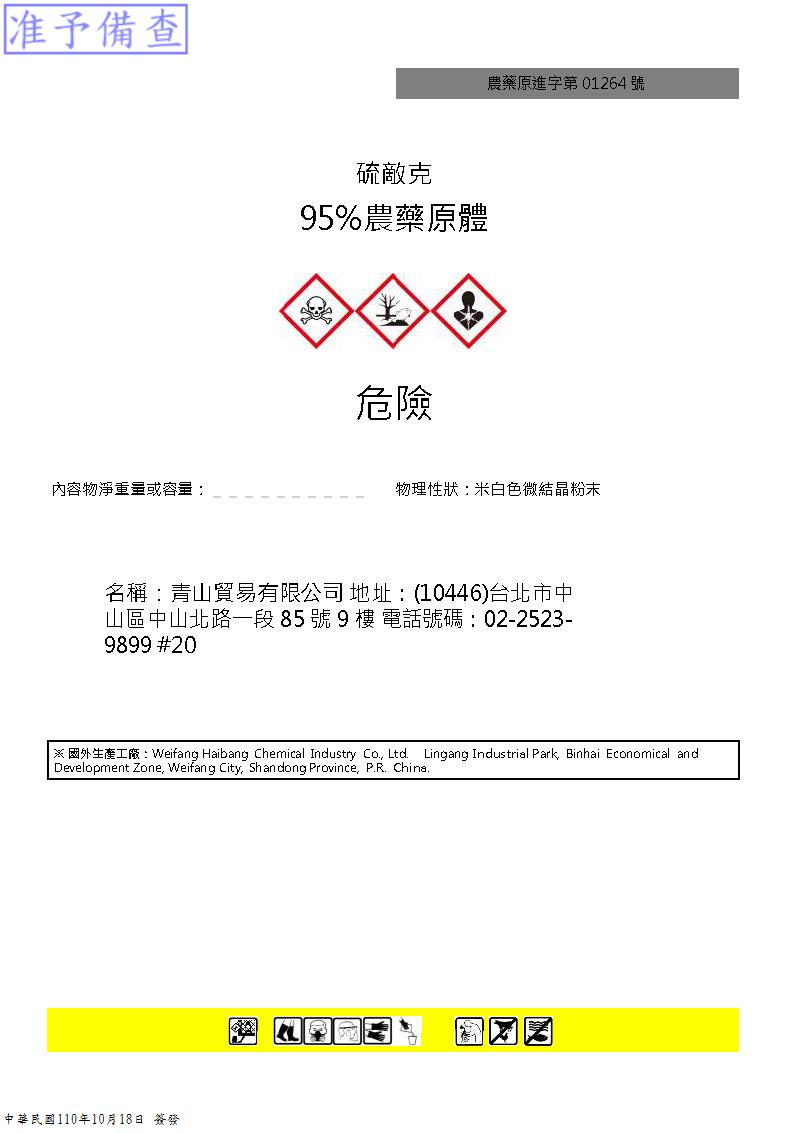 准予備查
農藥原進字第 01264 號
硫敵克
95%農藥原體
危險
內容物淨重量或容量：_ _ _ _ _ _ _ _ _ _ 物理性狀：米白色微結晶粉末
名稱：青山貿易有限公司 地址：(10446)台北市中
山區中山北路一段 85 號 9 樓 電話號碼：02-2523-
9899 #20
※ 國外生產工廠：Weifang Haibang Chemical Industry Co., Ltd. Lingang Industrial Park, Binhai Economical and
Development Zone, Weifang City, Shandong Province, P.R. China.
中華民國110年10月18日 簽發